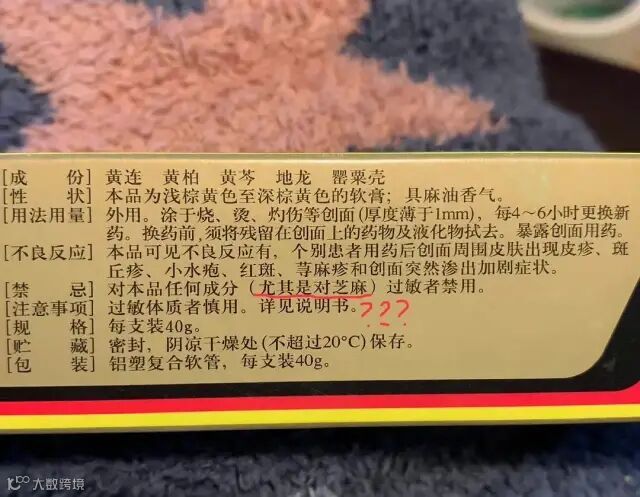 [成 份] 黄连 黄柏 黄芩 地龙 罂粟壳
[性 状] 本品为浅棕黄色至深棕黄色的软膏；具麻油香气。
[用法用量] 外用。涂于烧、烫、灼伤等创面(厚度薄于1mm)，每4～6小时更换新
药。换药前,须将残留在创面上的药物及液化物拭去。暴露创面用药。
[不良反应] 本品可见不良反应有，个别患者用药后创面周围皮肤出现皮疹、斑
丘疹、小水疱、红斑、荨麻疹和创面突然渗出加剧症状。
[禁 忌] 对本品任何成分(尤其是对芝麻)过敏者禁用。
[注意事项] 过敏体质者慎用。详见说明书。
???
[规 格] 每支装40g。
[贮 藏] 密封，阴凉干燥处(不超过20°C)保存。
[包 装] 铝塑复合软管，每支装40g。
大数跨境